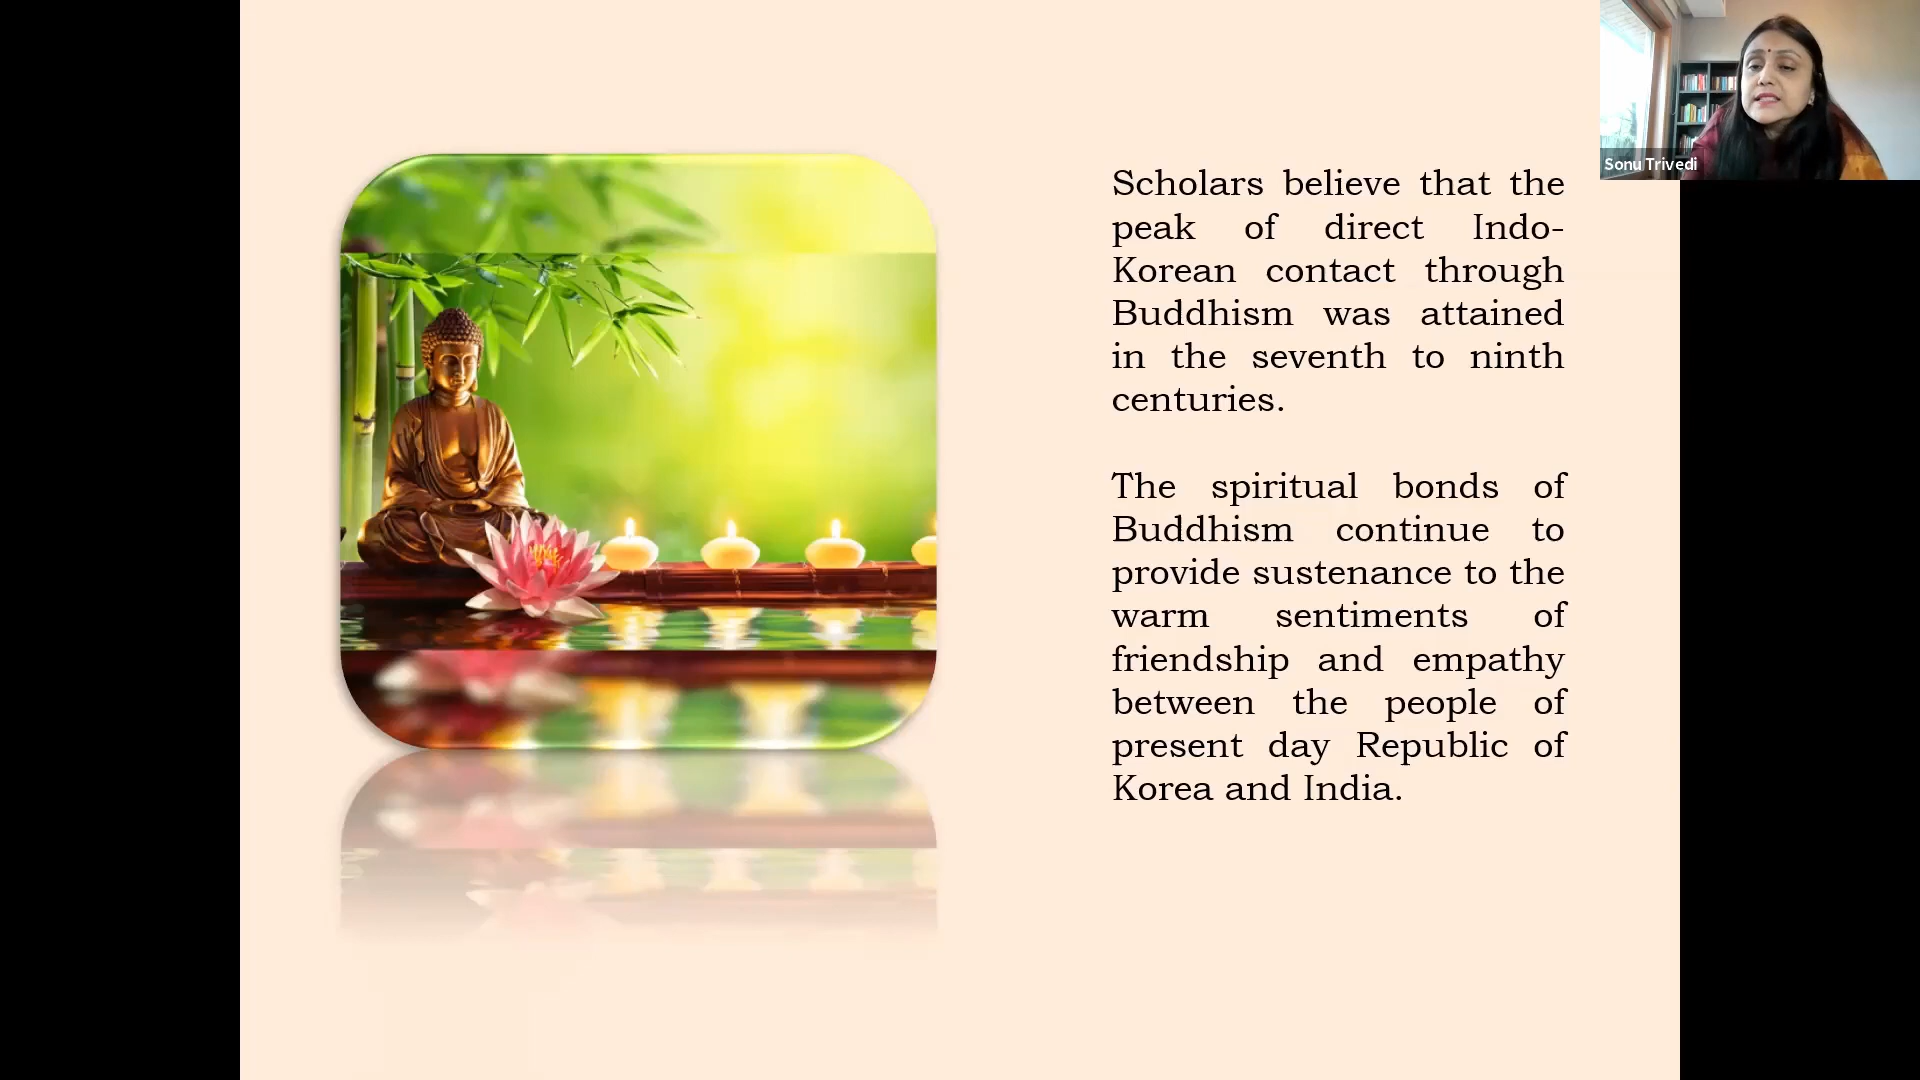 Scholars believe that the
peak of direct Indo-
Korean contact through
Buddhism was attained
in the seventh to ninth
centuries.
The spiritual bonds of
Buddhism continue to
provide sustenance to the
warm sentiments of
friendship and empathy
between the people of
present day Republic of
Korea and India.
Sonu Trivedi